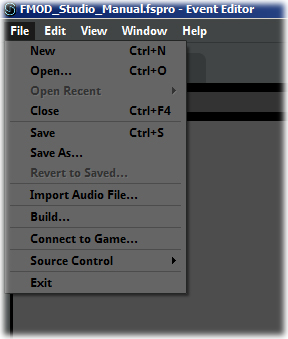 FMOD_Studio_Manual.fspro - Event Editor
File Edit View Window Help
New Ctrl+N
Open... Ctrl+O
Open Recent
Close Ctrl+F4
Save Ctrl+S
Save As...
Revert to Saved...
Import Audio File...
Build...
Connect to Game...
Source Control
Exit